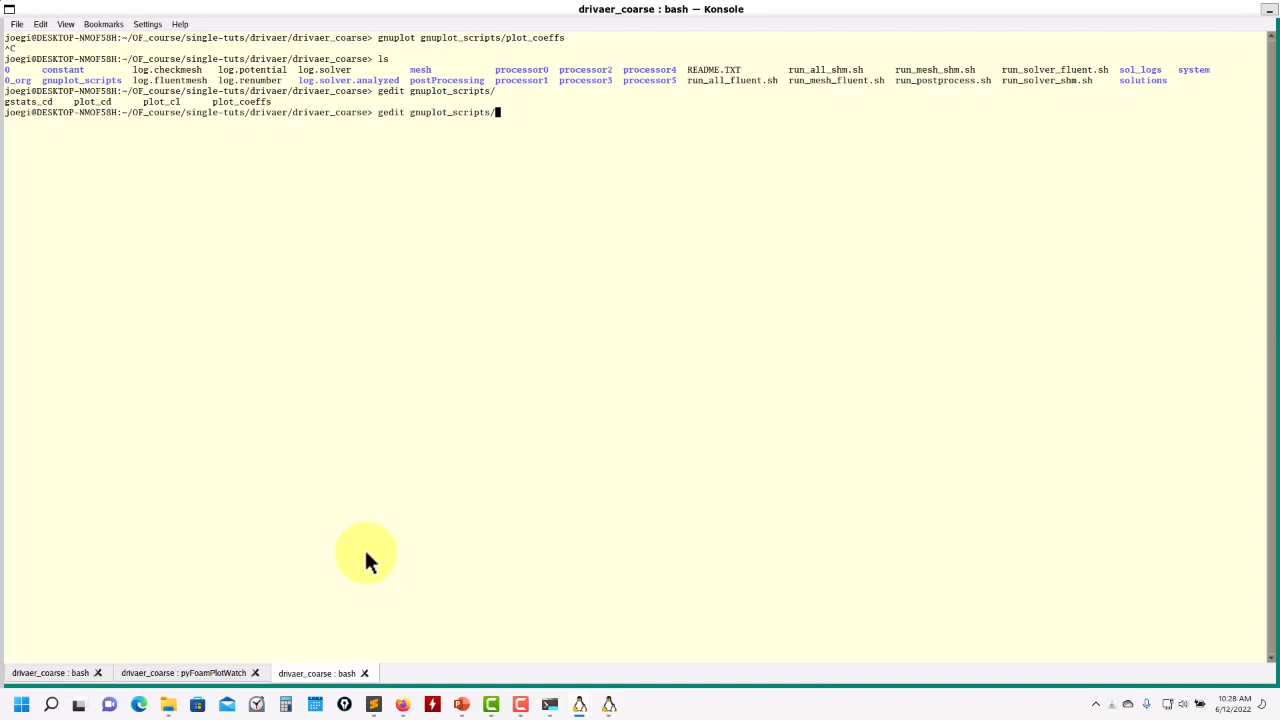 drivaer_coarse : bash — Konsole
File Edit View Bookmarks Settings Help
joegi@DESKTOP-NMOF58H:~/OF_course/single-tuts/drivaer/drivaer_coarse> gnuplot gnuplot_scripts/plot_coeffs
^C
joegi@DESKTOP-NMOF58H:~/OF_course/single-tuts/drivaer/drivaer_coarse> ls
0 constant log.checkmesh log.potential log.solver mesh processor0 processor2 processor4 README.TXT run_all_shm.sh run_mesh_shm.sh run_solver_fluent.sh sol_logs system
0_org gnuplot_scripts log.fluentmesh log.renumber log.solver.analyzed postProcessing processor1 processor3 processor5 run_all_fluent.sh run_mesh_fluent.sh run_postprocess.sh run_solver_shm.sh solutions
joegi@DESKTOP-NMOF58H:~/OF_course/single-tuts/drivaer/drivaer_coarse> gedit gnuplot_scripts/
gstats_cd plot_cd plot_cl plot_coeffs
joegi@DESKTOP-NMOF58H:~/OF_course/single-tuts/drivaer/drivaer_coarse> gedit gnuplot_scripts/
drivaer_coarse : bash drivaer_coarse : pyFoamPlotWatch drivaer_coarse : bash
10:28 AM
6/12/2022